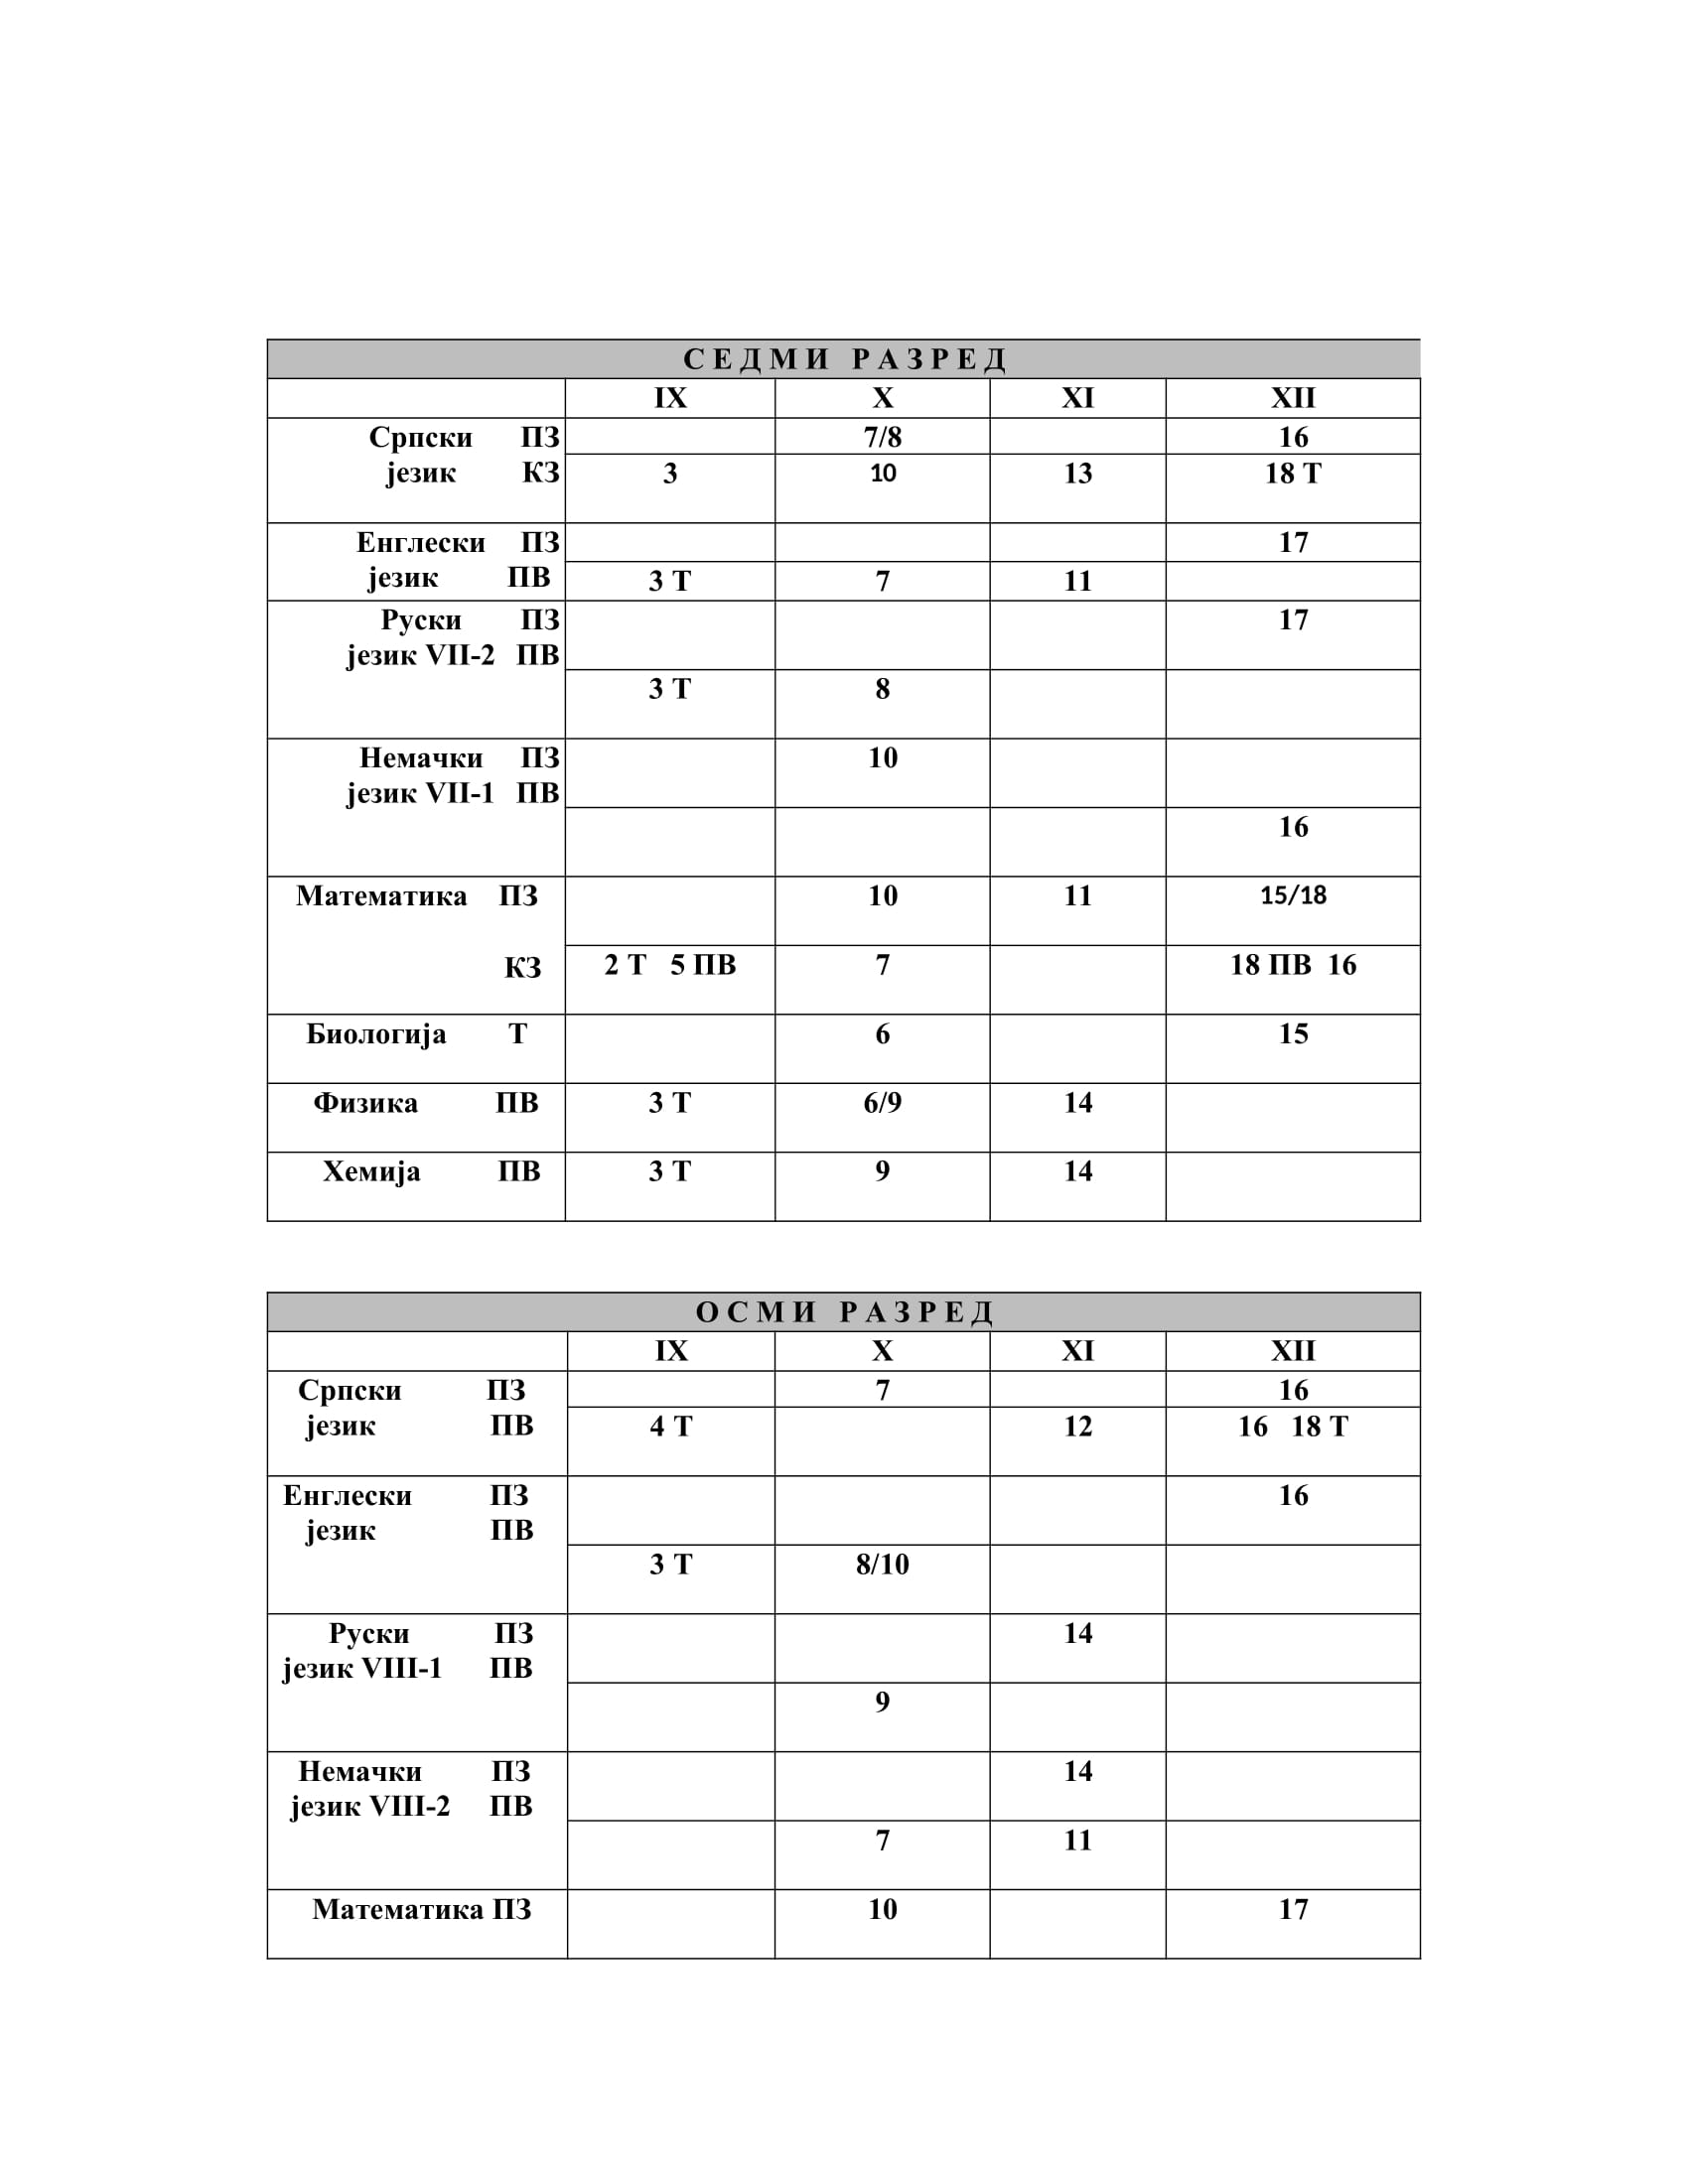 СЕДМИ РАЗРЕД
IX X XI XII
Српски ПЗ 7/8 16
језик КЗ 3 10 13 18 Т
Енглески ПЗ 17
језик ПВ 3 Т 7 11
Руски ПЗ 17
језик VII-2 ПВ
3 Т 8
Немачки ПЗ 10
језик VII-1 ПВ
16
Математика ПЗ 10 11 15/18
КЗ 2 Т 5 ПВ 7 18 ПВ 16
Биологија Т 6 15
Физика ПВ 3 Т 6/9 14
Хемија ПВ 3 Т 9 14
ОСМИ РАЗРЕД
IX X XI XII
Српски ПЗ 7 16
језик ПВ 4 Т 12 16 18 Т
Енглески ПЗ 16
језик ПВ
3 Т 8/10
Руски ПЗ 14
језик VIII-1 ПВ
9
Немачки ПЗ 14
језик VIII-2 ПВ
7 11
Математика ПЗ 10 17